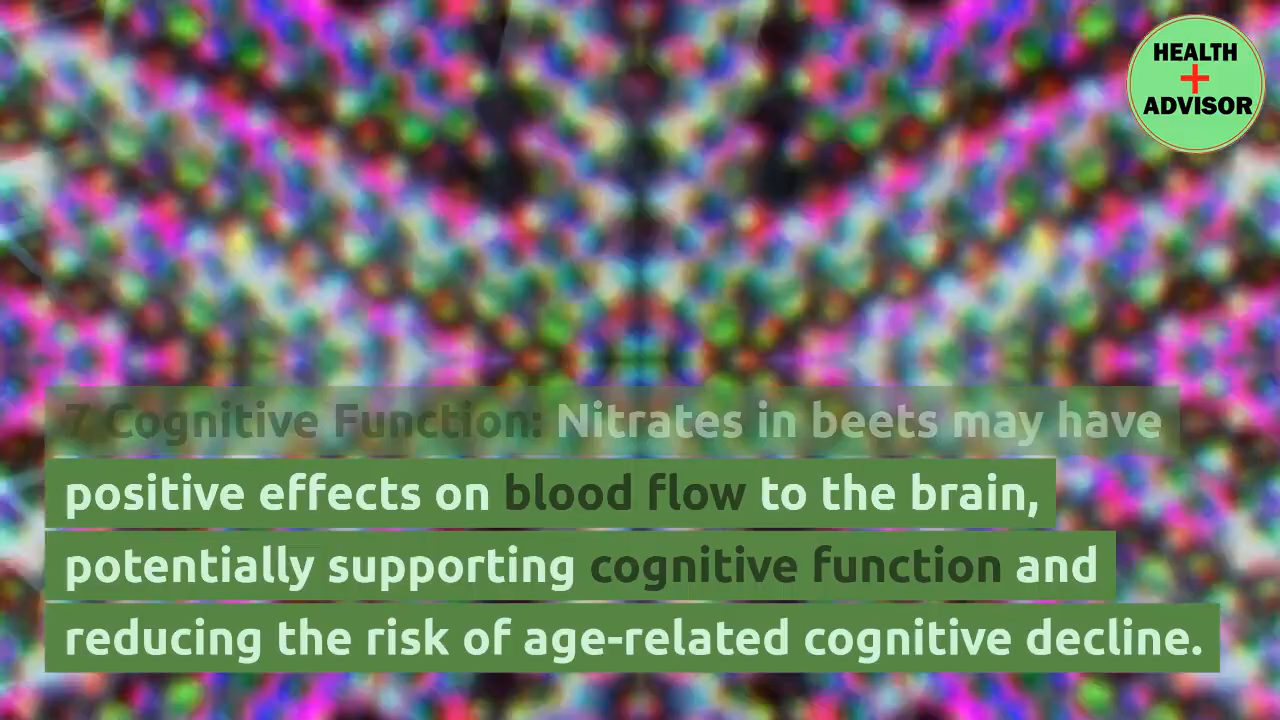 HEALTH
+
ADVISOR
7 Cognitive Function: Nitrates in beets may have
positive effects on blood flow to the brain,
potentially supporting cognitive function and
reducing the risk of age-related cognitive decline.